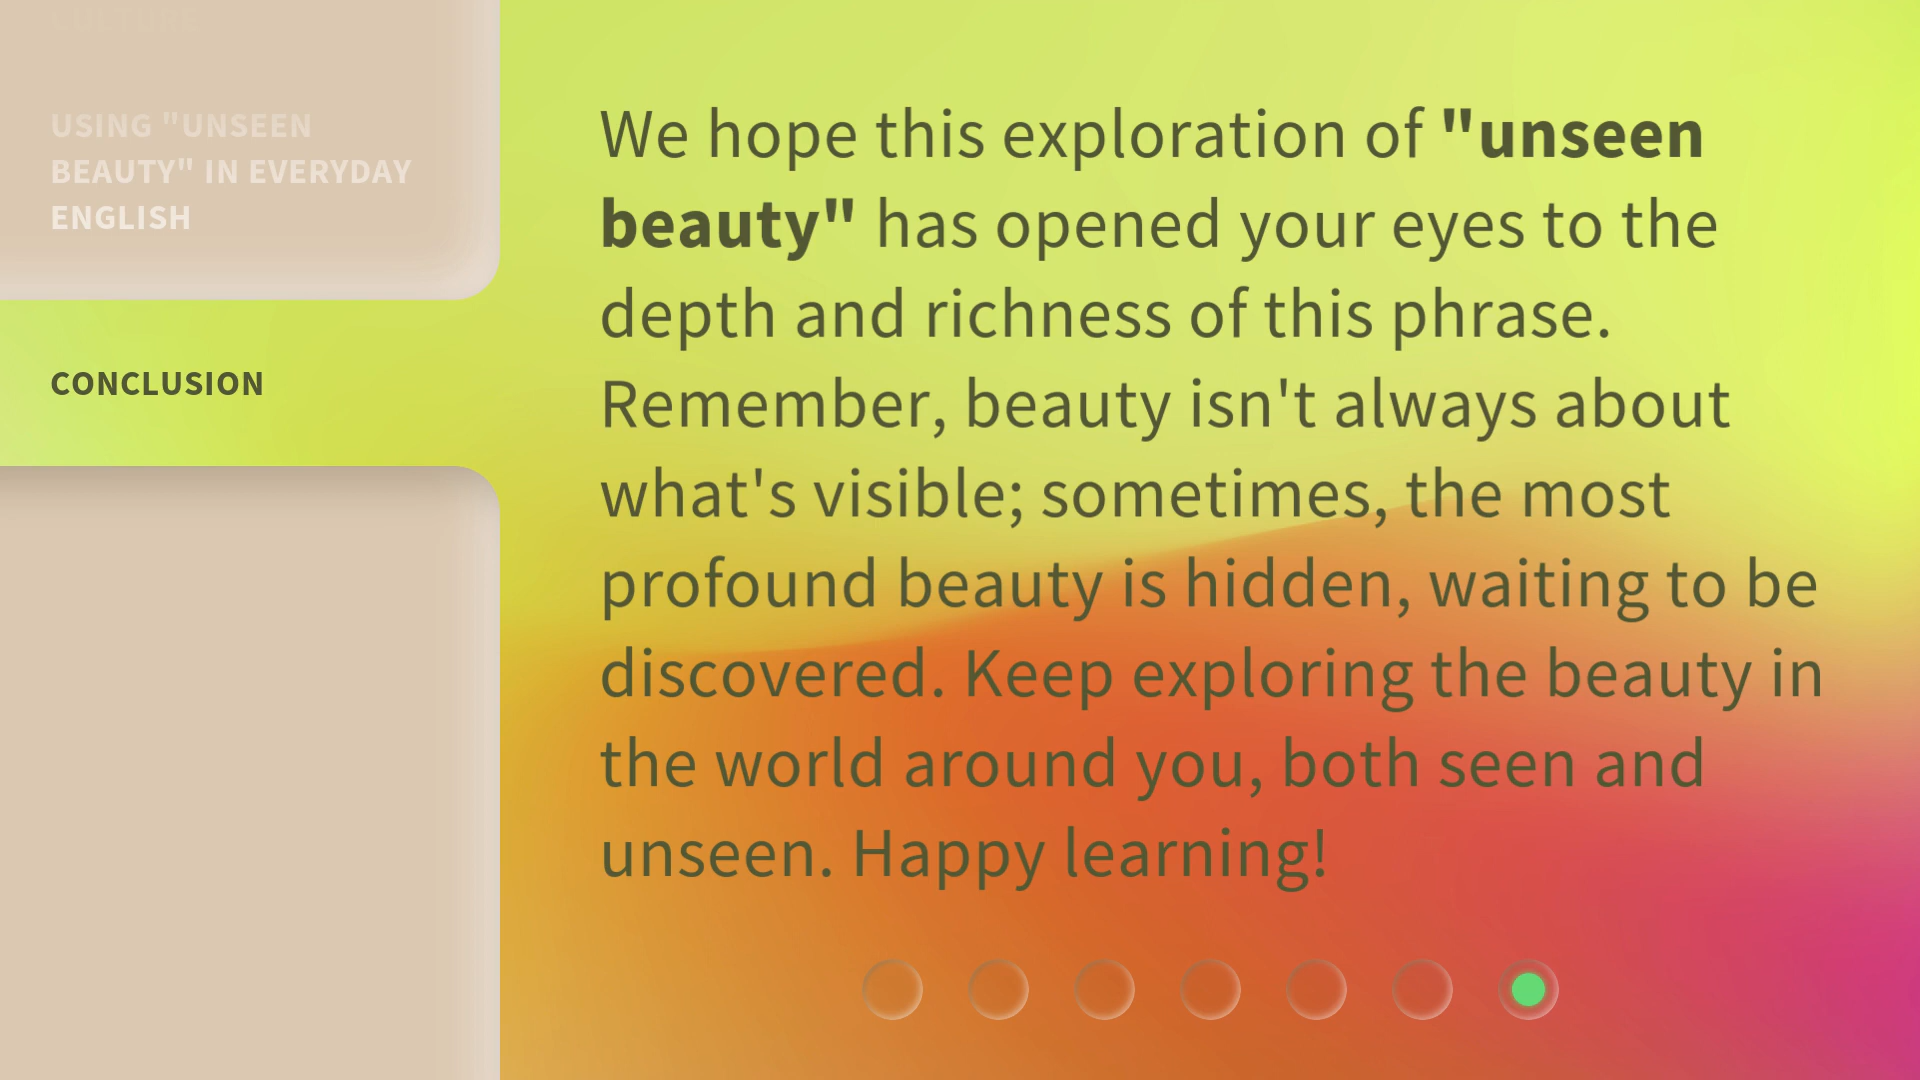 CULTURE
USING "UNSEEN
BEAUTY" IN EVERYDAY
ENGLISH
CONCLUSION
We hope this exploration of "unseen
beauty" has opened your eyes to the
depth and richness of this phrase.
Remember, beauty isn't always about
what's visible; sometimes, the most
profound beauty is hidden, waiting to be
discovered. Keep exploring the beauty in
the world around you, both seen and
unseen. Happy learning!